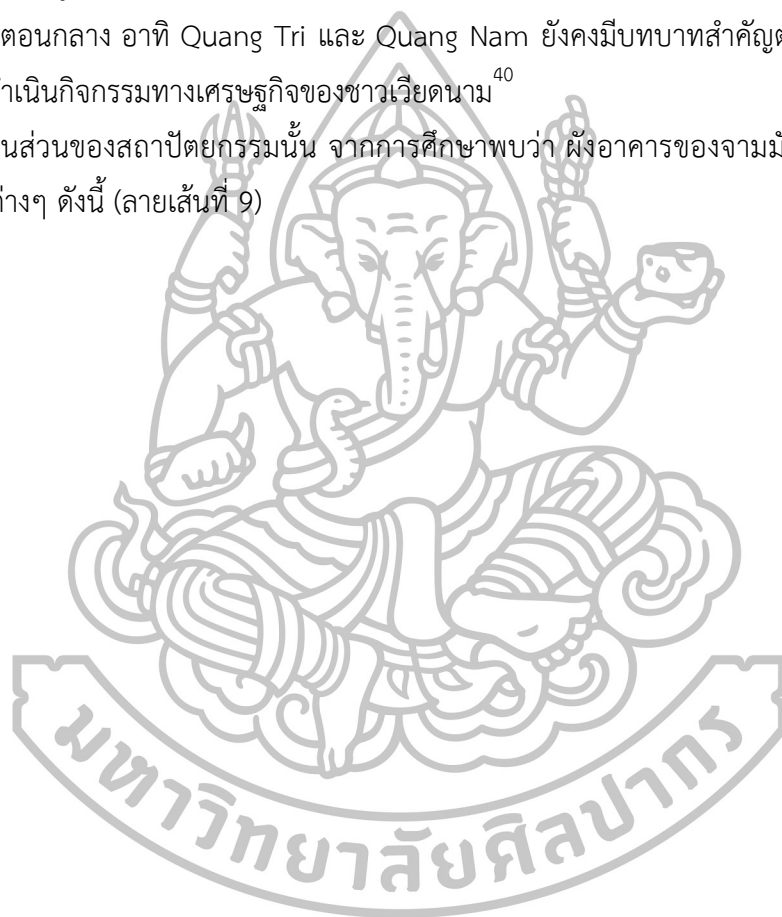 ตอนกลาง อาทิ Quang Tri และ Quang Nam ยังคงมีบทบาทสำคัญ
ำเนินกิจกรรมทางเศรษฐกิจของชาวเวียดนาม40
นส่วนของสถาปัตยกรรมนั้น จากการศึกษาพบว่า ผังอาคารของจามม
่างๆ ดังนี้ (ลายเส้นที่ 9)
มหาวิทยาลัยศิลปากร